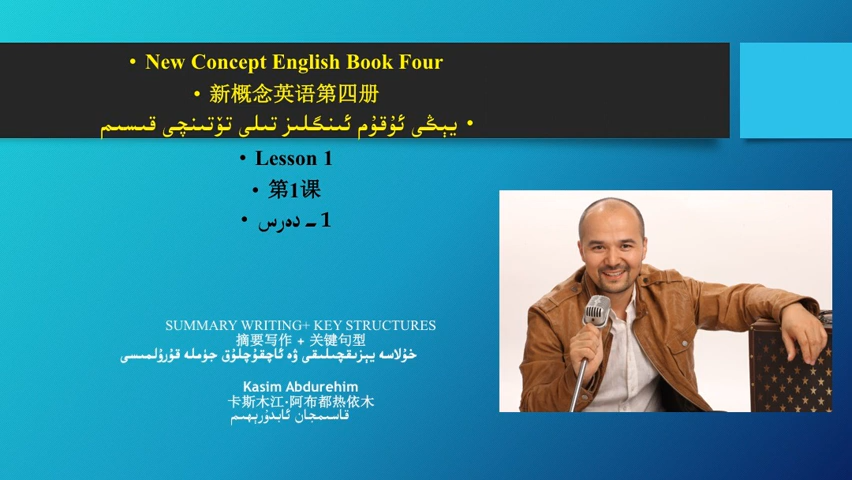 • New Concept English Book Four
• 新概念英语第四册
• يېڭى ئۇقۇم ئىنگلىز تىلى تۆتىنچى قىسىم
• Lesson 1
• 第1课
• 1 ـ دەرس
SUMMARY WRITING+ KEY STRUCTURES
摘要写作 + 关键句型
خۇلاسە يېزىقچىلىقى ۋە ئاچقۇچلۇق جۈملە قۇرۇلمىسى
Kasim Abdurehim
卡斯木江·阿布都热依木
قاسىمجان ئابدۇرېھىم